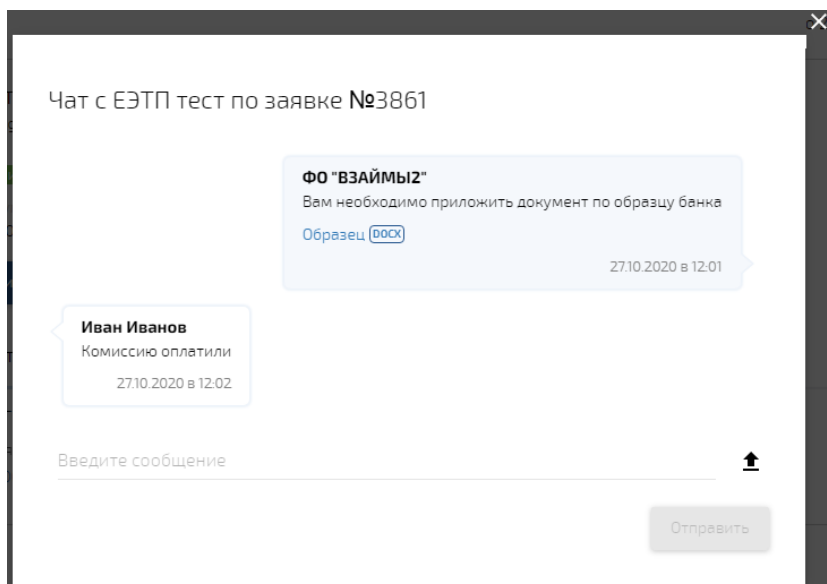 Чат с ЕЭТП тест по заявке №3861
ФО "ВЗАЙМЫ2"
Вам необходимо приложить документ по образцу банка
Образец DOCX
27.10.2020 в 12:01
Иван Иванов
Комиссию оплатили
27.10.2020 в 12:02
Введите сообщение
Отправить